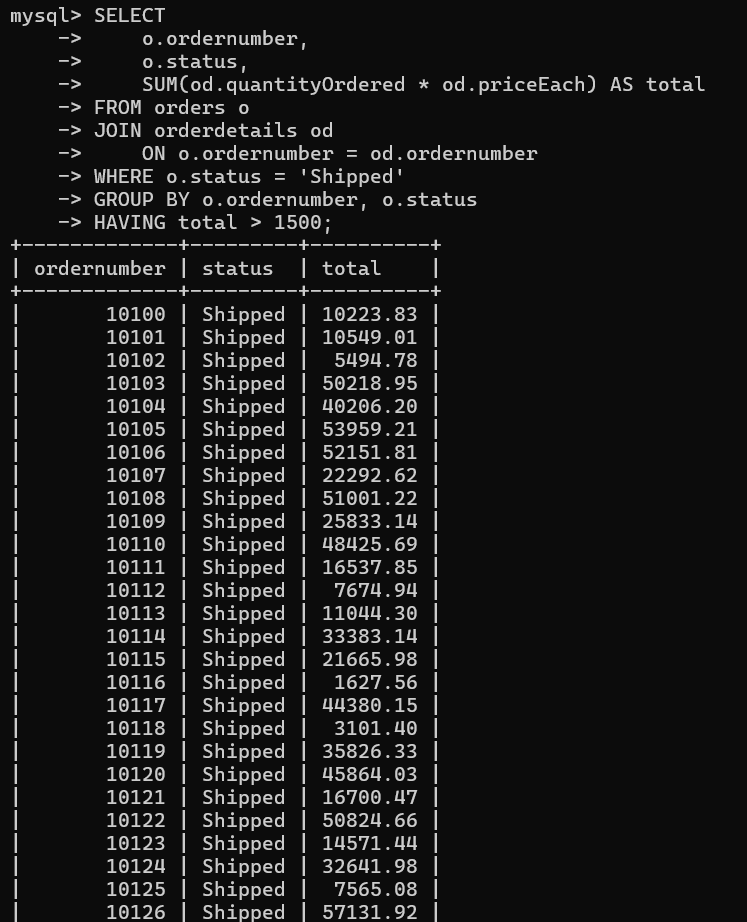 mysql> SELECT
    ->     o.ordernumber,
    ->     o.status,
    ->     SUM(od.quantityOrdered * od.priceEach) AS total
    -> FROM orders o
    -> JOIN orderdetails od
    ->     ON o.ordernumber = od.ordernumber
    -> WHERE o.status = 'Shipped'
    -> GROUP BY o.ordernumber, o.status
    -> HAVING total > 1500;
+-------------+---------+----------+
| ordernumber | status  | total    |
+-------------+---------+----------+
|       10100 | Shipped | 10223.83 |
|       10101 | Shipped | 10549.01 |
|       10102 | Shipped |  5494.78 |
|       10103 | Shipped | 50218.95 |
|       10104 | Shipped | 40206.20 |
|       10105 | Shipped | 53959.21 |
|       10106 | Shipped | 52151.81 |
|       10107 | Shipped | 22292.62 |
|       10108 | Shipped | 51001.22 |
|       10109 | Shipped | 25833.14 |
|       10110 | Shipped | 48425.69 |
|       10111 | Shipped | 16537.85 |
|       10112 | Shipped |  7674.94 |
|       10113 | Shipped | 11044.30 |
|       10114 | Shipped | 33383.14 |
|       10115 | Shipped | 21665.98 |
|       10116 | Shipped |  1627.56 |
|       10117 | Shipped | 44380.15 |
|       10118 | Shipped |  3101.40 |
|       10119 | Shipped | 35826.33 |
|       10120 | Shipped | 45864.03 |
|       10121 | Shipped | 16700.47 |
|       10122 | Shipped | 50824.66 |
|       10123 | Shipped | 14571.44 |
|       10124 | Shipped | 32641.98 |
|       10125 | Shipped |  7565.08 |
|       10126 | Shipped | 57131.92 |